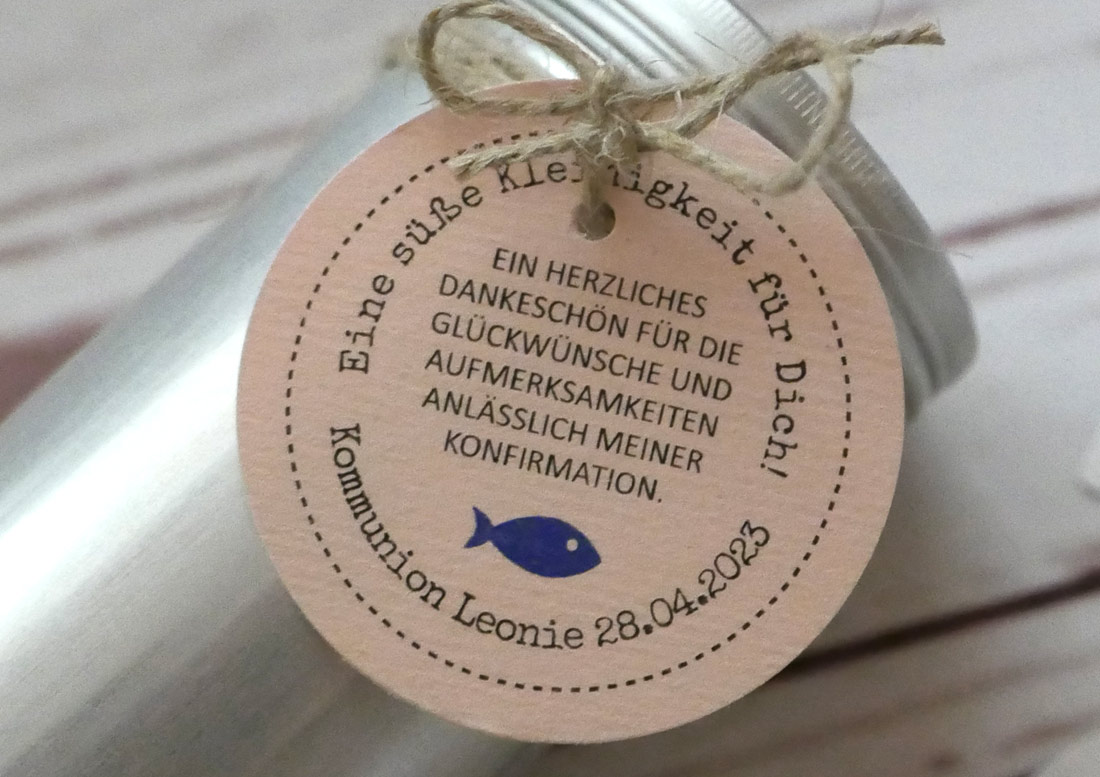 Eine süße Kleinigkeit für Dich!
EIN HERZLICHES
DANKESCHÖN FÜR DIE
GLÜCKWÜNSCHE UND
AUFMERKSAMKEITEN
ANLÄSSLICH MEINER
KONFIRMATION.
Kommunion Leonie 28.04.2023